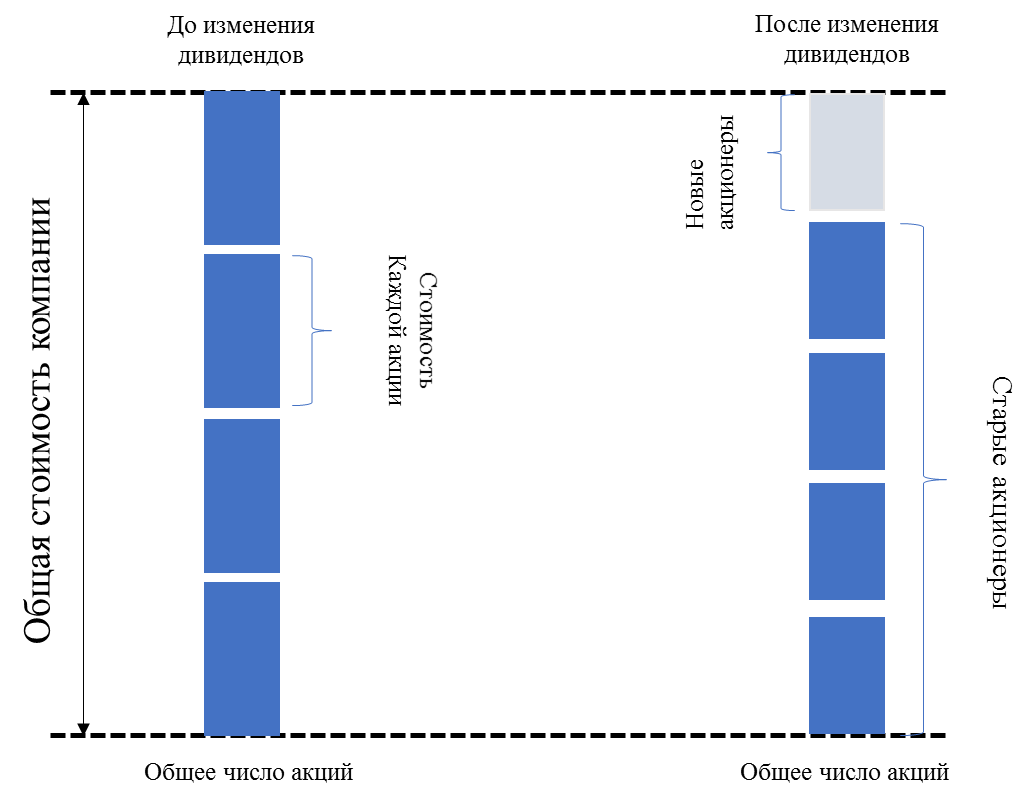 До изменения
дивидендов
После изменения
дивидендов
Общая стоимость компании
Стоимость
Каждой акции
Новые
акционеры
Старые акционеры
Общее число акций
Общее число акций